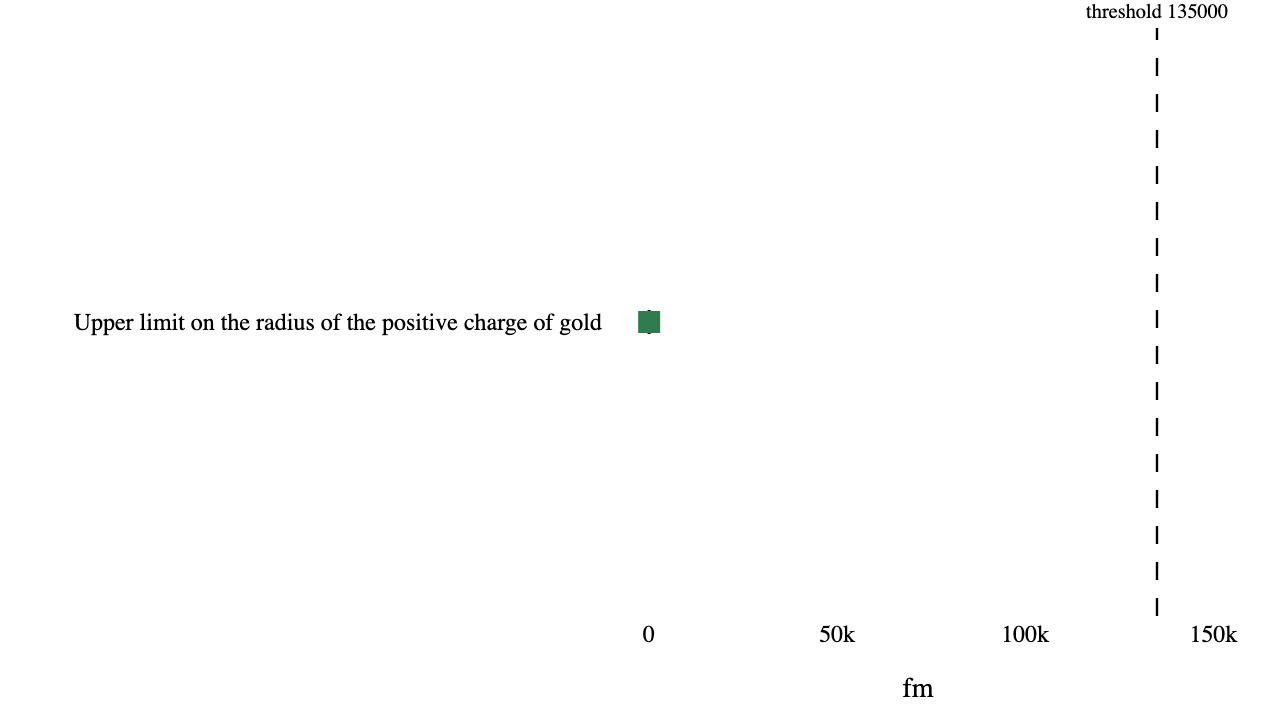 threshold 135000
Upper limit on the radius of the positive charge of gold
0 50k 100k 150k
fm